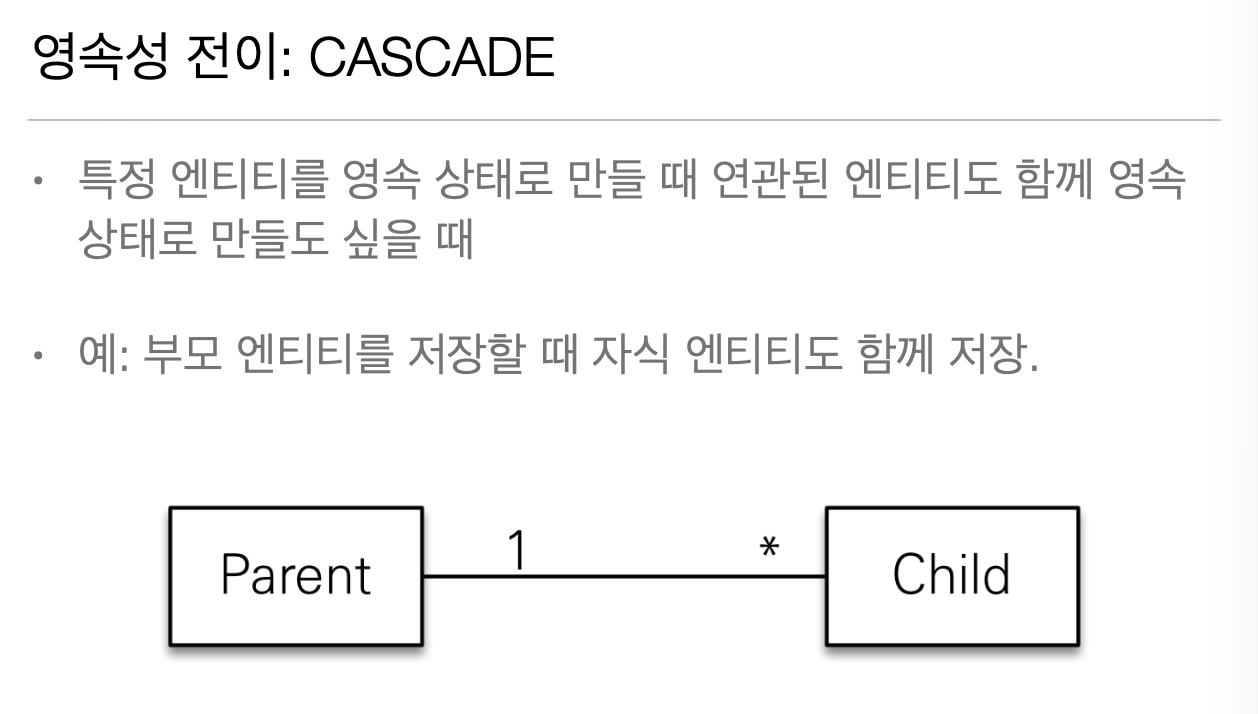 영속성 전이: CASCADE
• 특정 엔티티를 영속 상태로 만들 때 연관된 엔티티도 함께 영속
상태로 만들도 싶을 때
• 예: 부모 엔티티를 저장할 때 자식 엔티티도 함께 저장.
Parent 1 * Child